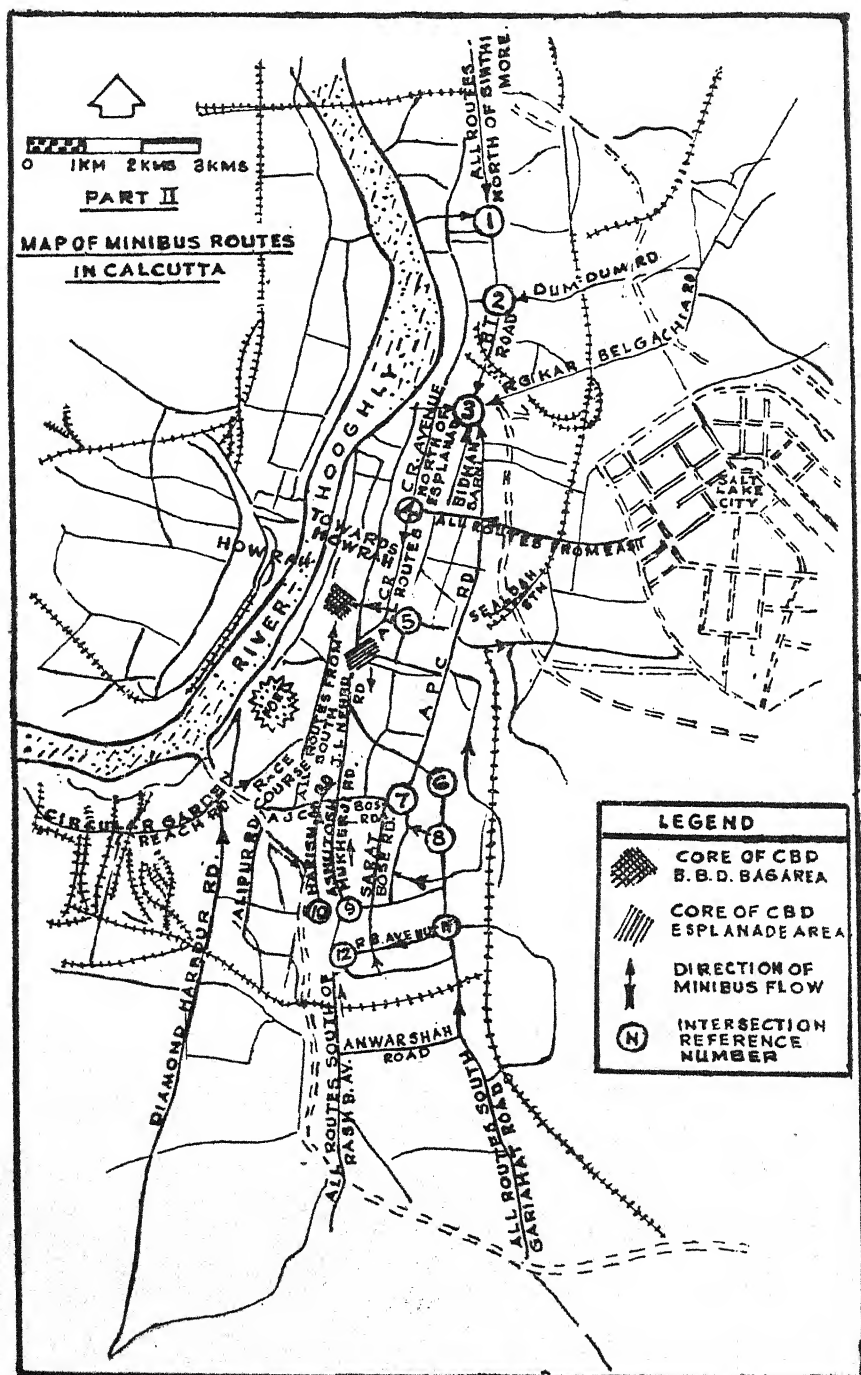 0 1KM 2KMS 3KMS
PART II
MAP OF MINIBUS ROUTES
IN CALCUTTA
ALL ROUTES
NORTH OF SINTHI
MORE.
1
DUM-DUM RD.
2
B T
ROAD
R G KAR BELGACHIA RD
3
CR. AVENUE
NORTH OF
ESPLANADE
BIDHAN
SARNI
4
ALL ROUTES FROM EAST
SALT
LAKE
CITY
HOOGHLY
RIVER
HOWRAH
TOWARDS
HOWRAH
ALL ROUTES
CR
5
SEALDAH
STN
A P C RD
FORT
ALL ROUTES FROM
SOUTH
J.L. NEHRU
RD
RACE
COURSE
CIRCULAR GARDEN
REACH RD
A J C BOSE
RD
6
7
8
HARISH M RD
ASHUTOSH
MUKHERJI RD.
SARAT
BOSE RD.
ALIPUR RD
DIAMOND HARBOUR RD.
9
10
11
R B. AVENUE
12
ANWARSHAH
ROAD
ALL ROUTES SOUTH OF
RASH B. AV.
ALL ROUTES SOUTH
GARIAHAT ROAD
LEGEND
CORE OF CBD
B.B.D. BAG AREA
CORE OF CBD
ESPLANADE AREA
DIRECTION OF
MINIBUS FLOW
N
INTERSECTION
REFERENCE
NUMBER